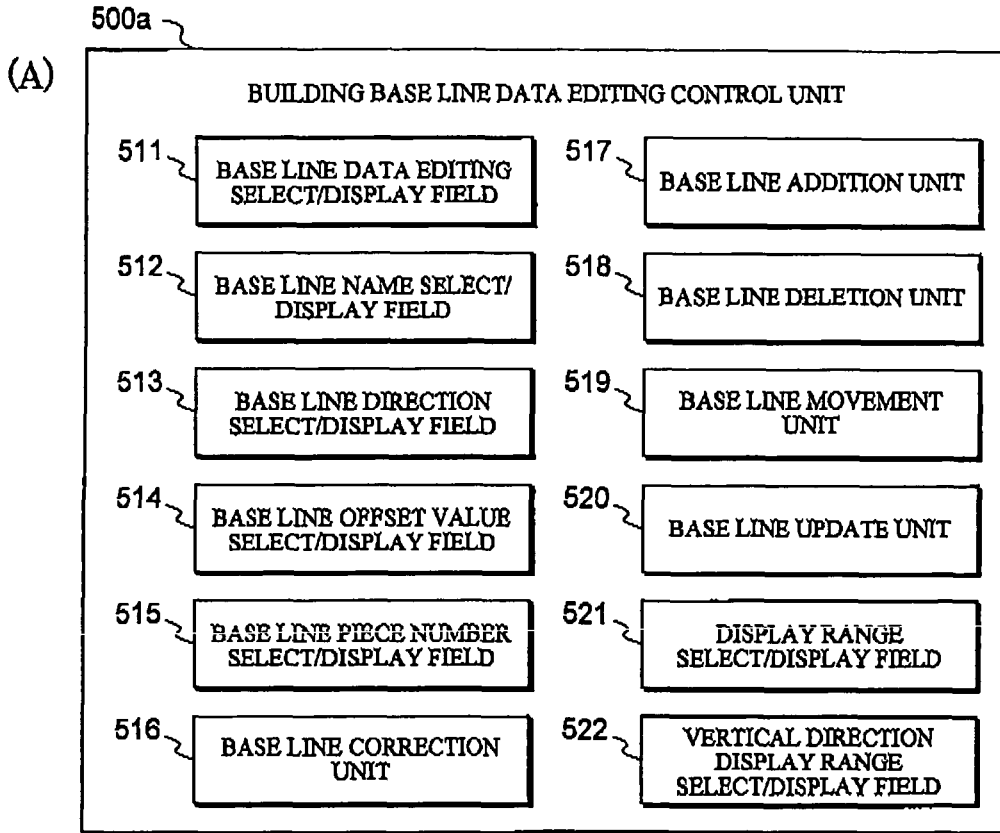 500a
(A)
BUILDING BASE LINE DATA EDITING CONTROL UNIT
511
BASE LINE DATA EDITING
SELECT/DISPLAY FIELD
512
BASE LINE NAME SELECT/
DISPLAY FIELD
513
BASE LINE DIRECTION
SELECT/DISPLAY FIELD
514
BASE LINE OFFSET VALUE
SELECT/DISPLAY FIELD
515
BASE LINE PIECE NUMBER
SELECT/DISPLAY FIELD
516
BASE LINE CORRECTION
UNIT
517
BASE LINE ADDITION UNIT
518
BASE LINE DELETION UNIT
519
BASE LINE MOVEMENT
UNIT
520
BASE LINE UPDATE UNIT
521
DISPLAY RANGE
SELECT/DISPLAY FIELD
522
VERTICAL DIRECTION
DISPLAY RANGE
SELECT/DISPLAY FIELD